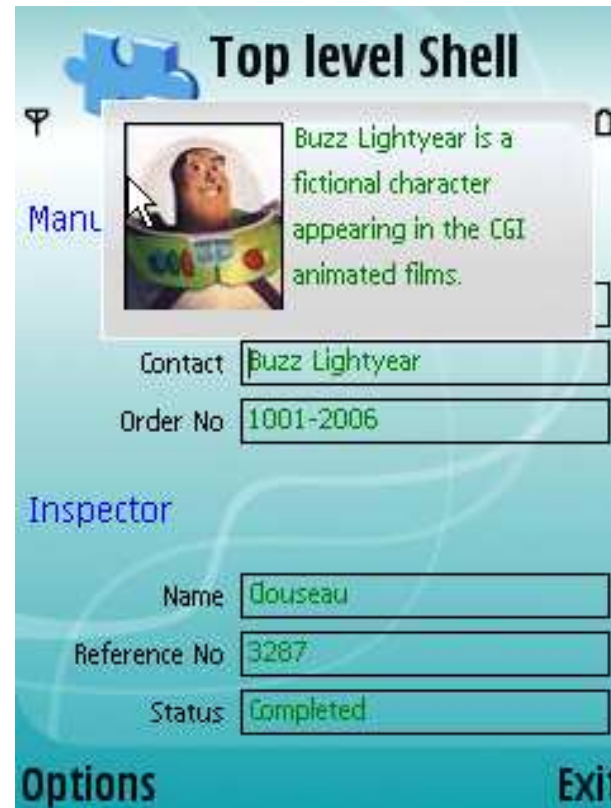 Top level Shell
Buzz Lightyear is a
fictional character
appearing in the CGI
animated films.
Contact Buzz Lightyear
Order No 1001-2006
Inspector
Name Clouseau
Reference No 3287
Status Completed
Options